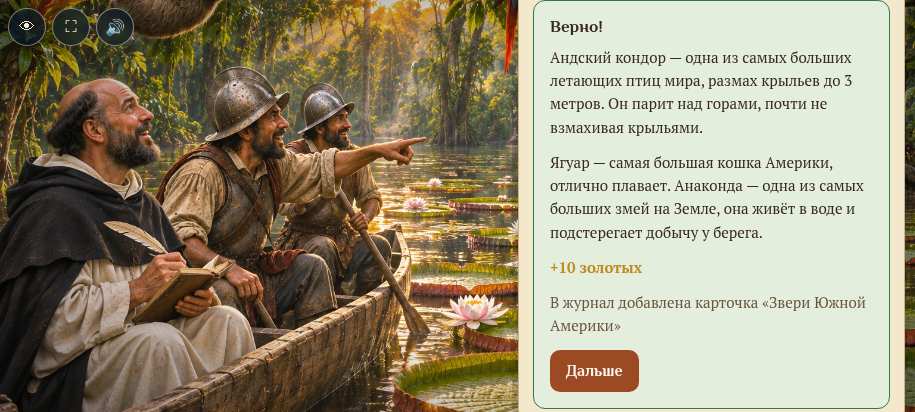 Верно!
Андский кондор — одна из самых больших
летающих птиц мира, размах крыльев до 3
метров. Он парит над горами, почти не
взмахивая крыльями.
Ягуар — самая большая кошка Америки,
отлично плавает. Анаконда — одна из самых
больших змей на Земле, она живёт в воде и
подстерегает добычу у берега.
+10 золотых
В журнал добавлена карточка «Звери Южной
Америки»
Дальше